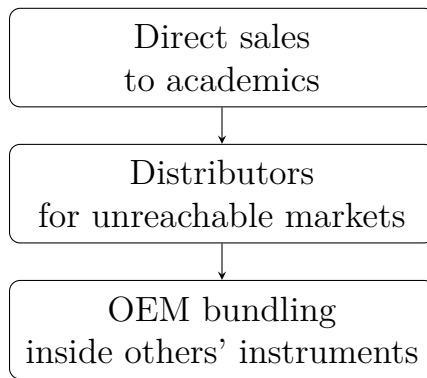 Direct sales
to academics
Distributors
for unreachable markets
OEM bundling
inside others' instruments